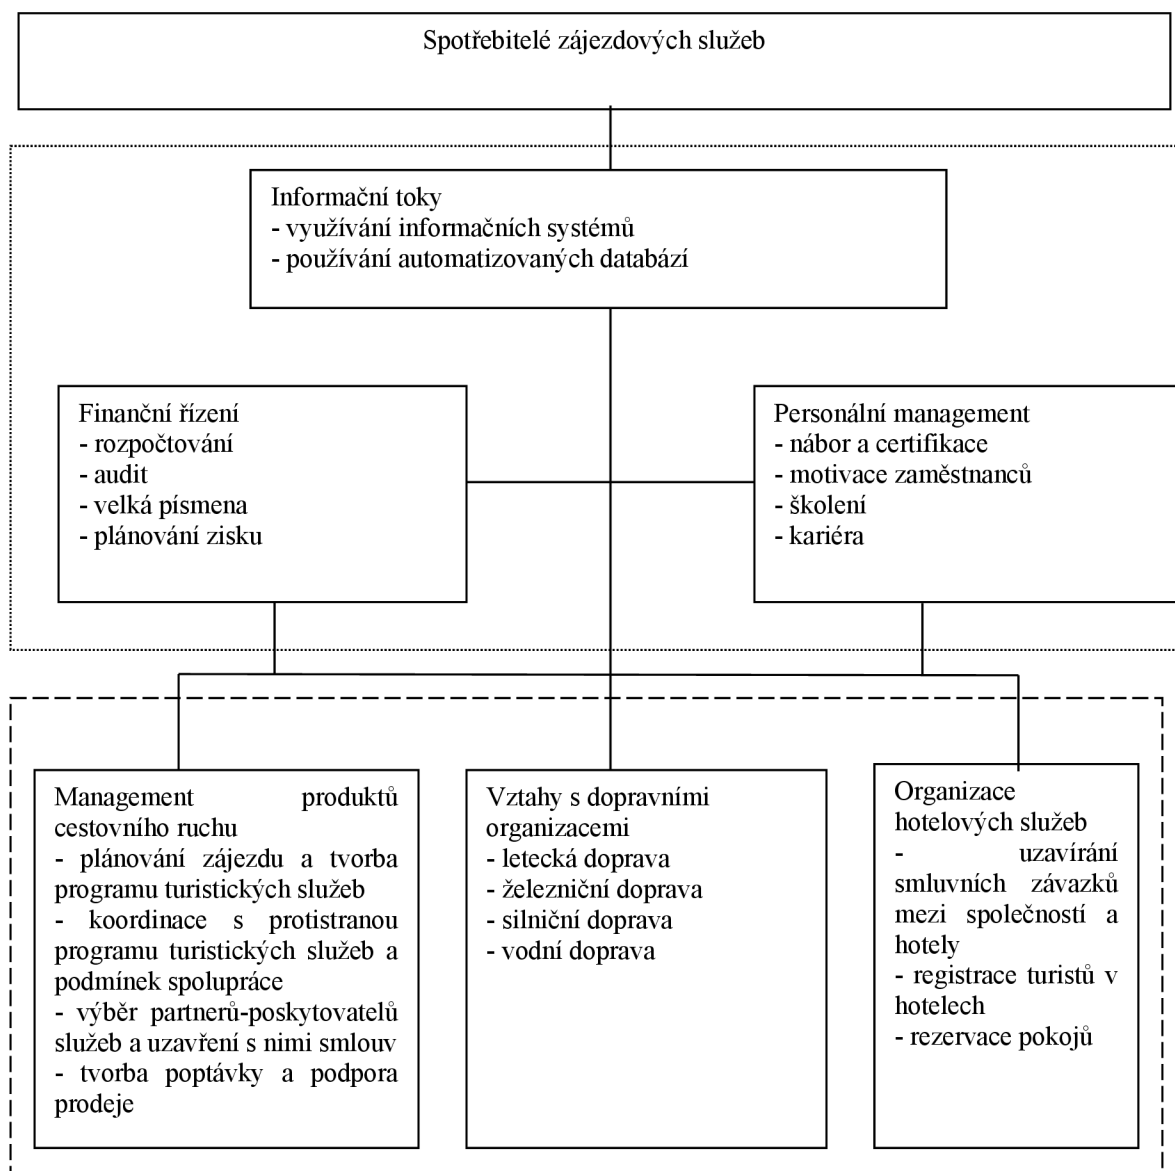 Spotřebitelé zájezdových služeb
Informační toky
- využívání informačních systémů
- používání automatizovaných databází
Finanční řízení
- rozpočtování
- audit
- velká písmena
- plánování zisku
Personální management
- nábor a certifikace
- motivace zaměstnanců
- školení
- kariéra
Management produktů
cestovního ruchu
- plánování zájezdu a tvorba
programu turistických služeb
- koordinace s protistranou
programu turistických služeb a
podmínek spolupráce
- výběr partnerů-poskytovatelů
služeb a uzavření s nimi smlouv
- tvorba poptávky a podpora
prodeje
Vztahy s dopravními
organizacemi
- letecká doprava
- železniční doprava
- silniční doprava
- vodní doprava
Organizace
hotelových služeb
- uzavírání
smluvních závazků
mezi společností a
hotely
- registrace turistů v
hotelech
- rezervace pokojů